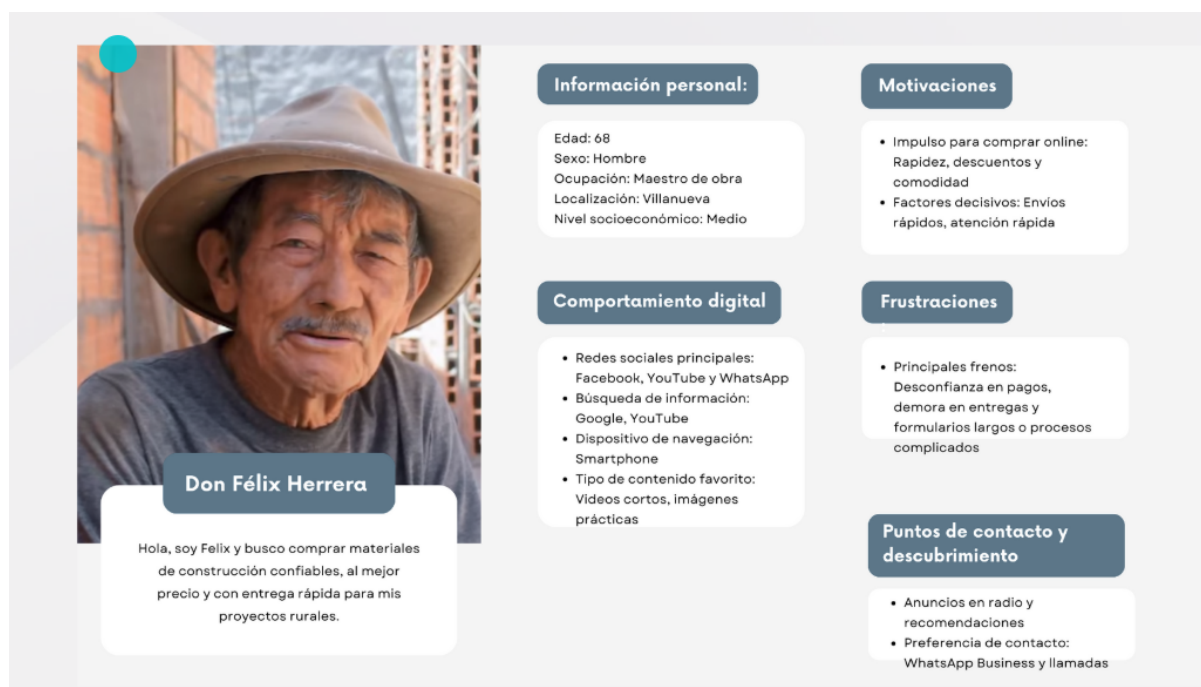 Información personal:
Edad: 68
Sexo: Hombre
Ocupación: Maestro de obra
Localización: Villanueva
Nivel socioeconómico: Medio
Motivaciones
• Impulso para comprar online:
Rapidez, descuentos y
comodidad
• Factores decisivos: Envíos
rápidos, atención rápida
Comportamiento digital
• Redes sociales principales:
Facebook, YouTube y WhatsApp
• Búsqueda de información:
Google, YouTube
• Dispositivo de navegación:
Smartphone
• Tipo de contenido favorito:
Videos cortos, imágenes
prácticas
Frustraciones
• Principales frenos:
Desconfianza en pagos,
demora en entregas y
formularios largos o procesos
complicados
Don Félix Herrera
Hola, soy Felix y busco comprar materiales
de construcción confiables, al mejor
precio y con entrega rápida para mis
proyectos rurales.
Puntos de contacto y
descubrimiento
• Anuncios en radio y
recomendaciones
• Preferencia de contacto:
WhatsApp Business y llamadas